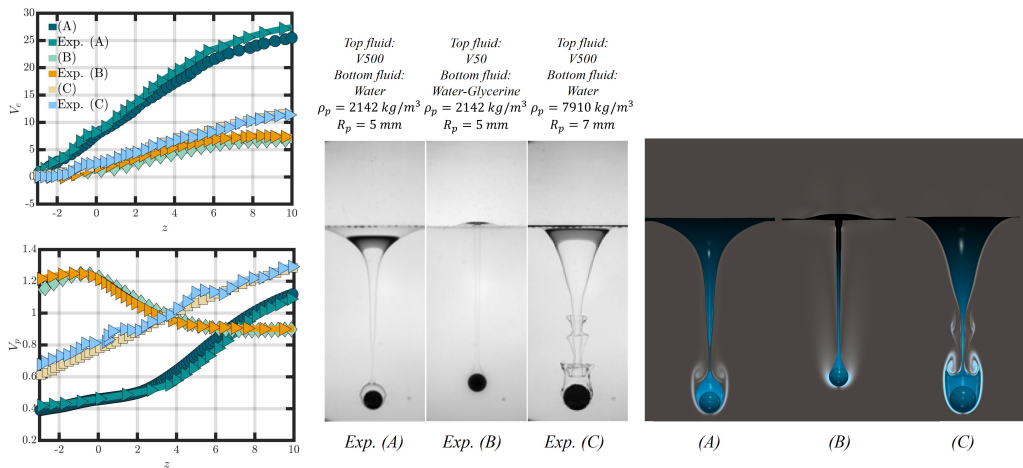 30
25
20
15
10
5
0
-5
V_e
(A)
Exp. (A)
(B)
Exp. (B)
(C)
Exp. (C)
-2 0 2 4 6 8 10
z
1.4
1.2
1
0.8
0.6
0.4
0.2
V_p
-2 0 2 4 6 8 10
z
Top fluid:
V500
Bottom fluid:
Water
ρ_p = 2142 kg/m³
R_p = 5 mm
Top fluid:
V50
Bottom fluid:
Water-Glycerine
ρ_p = 2142 kg/m³
R_p = 5 mm
Top fluid:
V500
Bottom fluid:
Water
ρ_p = 7910 kg/m³
R_p = 7 mm
Exp. (A) Exp. (B) Exp. (C)
(A) (B) (C)